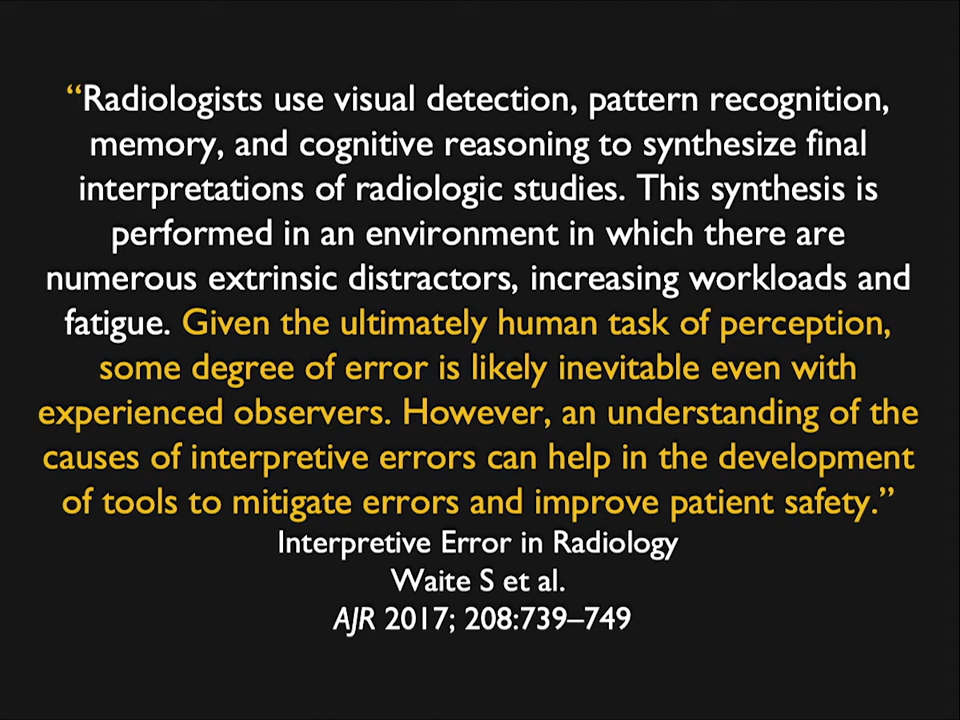 “Radiologists use visual detection, pattern recognition,
memory, and cognitive reasoning to synthesize final
interpretations of radiologic studies. This synthesis is
performed in an environment in which there are
numerous extrinsic distractors, increasing workloads and
fatigue. Given the ultimately human task of perception,
some degree of error is likely inevitable even with
experienced observers. However, an understanding of the
causes of interpretive errors can help in the development
of tools to mitigate errors and improve patient safety.”
Interpretive Error in Radiology
Waite S et al.
AJR 2017; 208:739–749